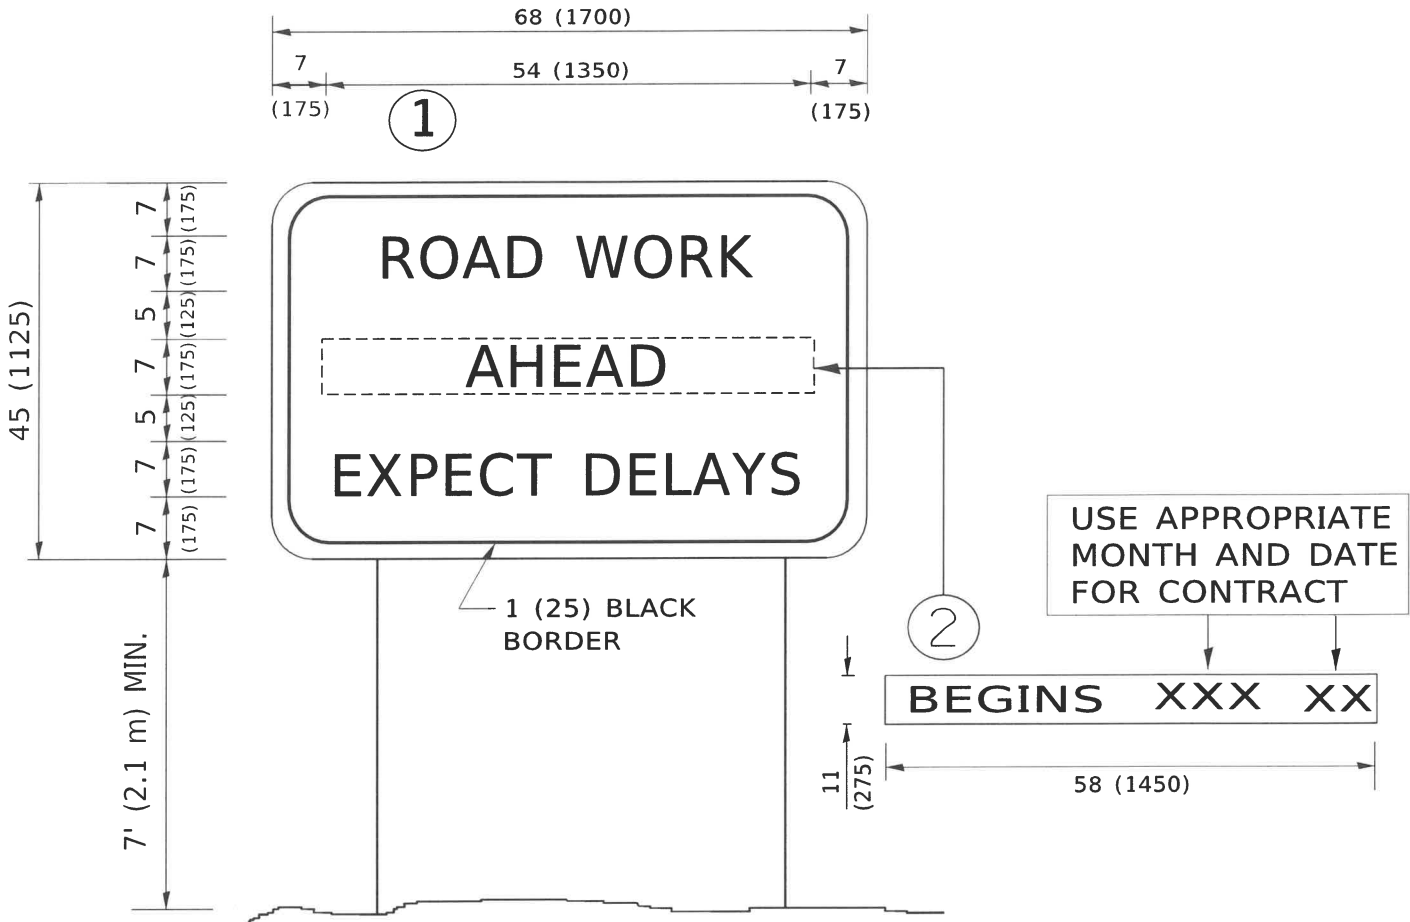 68 (1700)
7 54 (1350) 7
(175) (175)
1
7 (175)
7 (175)
5 (125)
7 (175)
5 (125)
7 (175)
7 (175)
45 (1125)
ROAD WORK
AHEAD
EXPECT DELAYS
1 (25) BLACK
BORDER
7' (2.1 m) MIN.
USE APPROPRIATE
MONTH AND DATE
FOR CONTRACT
2
BEGINS XXX XX
11
(275)
58 (1450)